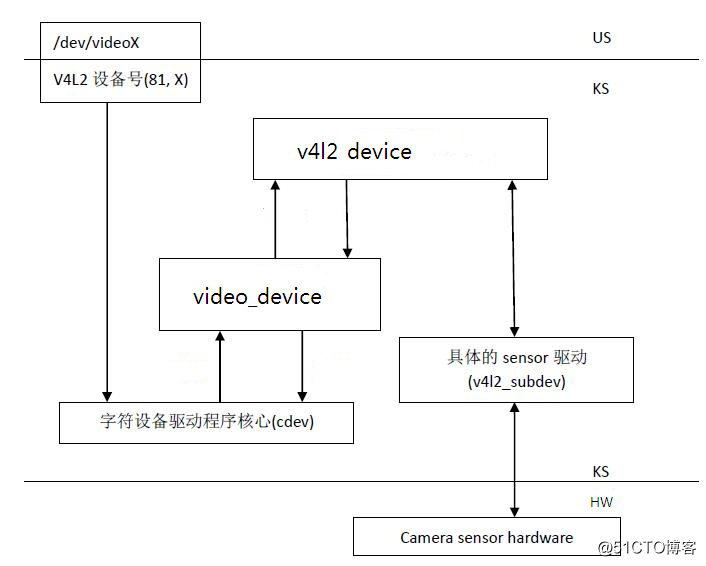 /dev/videoX
US
V4L2 设备号(81, X)
KS
v4l2 device
video_device
具体的 sensor 驱动
(v4l2_subdev)
字符设备驱动程序核心(cdev)
KS
HW
Camera sensor hardware
@51CTO博客